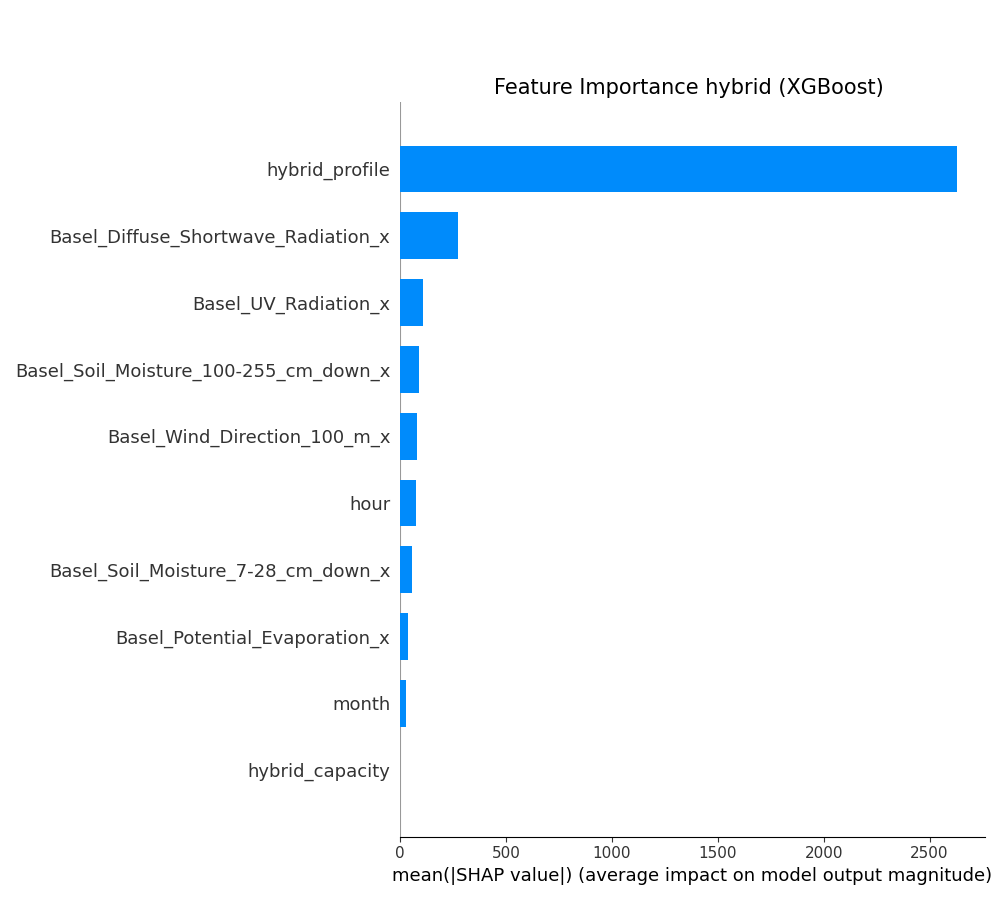 Feature Importance hybrid (XGBoost)
hybrid_profile
Basel_Diffuse_Shortwave_Radiation_x
Basel_UV_Radiation_x
Basel_Soil_Moisture_100-255_cm_down_x
Basel_Wind_Direction_100_m_x
hour
Basel_Soil_Moisture_7-28_cm_down_x
Basel_Potential_Evaporation_x
month
hybrid_capacity
0 500 1000 1500 2000 2500
mean(|SHAP value|) (average impact on model output magnitude)